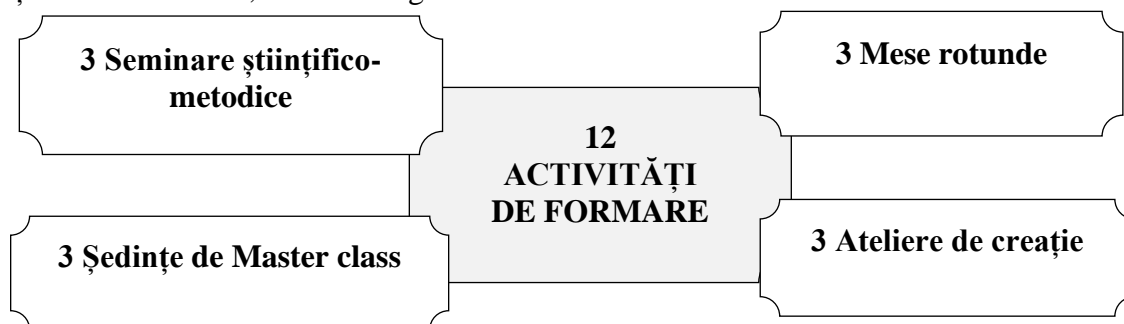 3 Seminare științifico-
metodice
3 Mese rotunde
12
ACTIVITĂȚI
DE FORMARE
3 Ședințe de Master class
3 Ateliere de creație